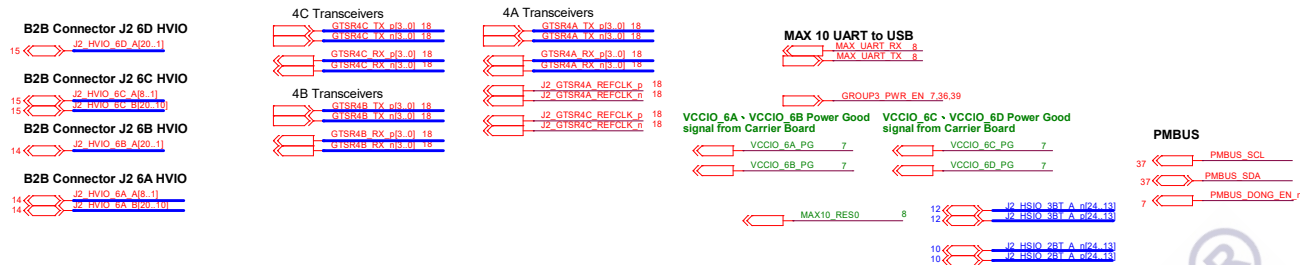 B2B Connector J2 6D HVIO
15 J2_HVIO_6D_A[20..1]
B2B Connector J2 6C HVIO
15 J2_HVIO_6C_A[8..1]
15 J2_HVIO_6C_B[20..10]
B2B Connector J2 6B HVIO
14 J2_HVIO_6B_A[20..1]
B2B Connector J2 6A HVIO
14 J2_HVIO_6A_A[8..1]
14 J2_HVIO_6A_B[20..10]
4C Transceivers
GTSR4C_TX_p[3..0] 18
GTSR4C_TX_n[3..0] 18
GTSR4C_RX_p[3..0] 18
GTSR4C_RX_n[3..0] 18
4B Transceivers
GTSR4B_TX_p[3..0] 18
GTSR4B_TX_n[3..0] 18
GTSR4B_RX_p[3..0] 18
GTSR4B_RX_n[3..0] 18
4A Transceivers
GTSR4A_TX_p[3..0] 18
GTSR4A_TX_n[3..0] 18
GTSR4A_RX_p[3..0] 18
GTSR4A_RX_n[3..0] 18
J2_GTSR4A_REFCLK_p 18
J2_GTSR4A_REFCLK_n 18
J2_GTSR4C_REFCLK_p 18
J2_GTSR4C_REFCLK_n 18
MAX 10 UART to USB
MAX_UART_RX 8
MAX_UART_TX 8
GROUP3_PWR_EN 7,36,39
VCCIO_6A、VCCIO_6B Power Good
signal from Carrier Board
VCCIO_6A_PG 7
VCCIO_6B_PG 7
VCCIO_6C、VCCIO_6D Power Good
signal from Carrier Board
VCCIO_6C_PG 7
VCCIO_6D_PG 7
MAX10_RES0 8
12 J2_HSIO_3BT_A_n[24..13]
12 J2_HSIO_3BT_A_p[24..13]
10 J2_HSIO_2BT_A_n[24..13]
10 J2_HSIO_2BT_A_p[24..13]
PMBUS
37 PMBUS_SCL
37 PMBUS_SDA
7 PMBUS_DONG_EN_n
R